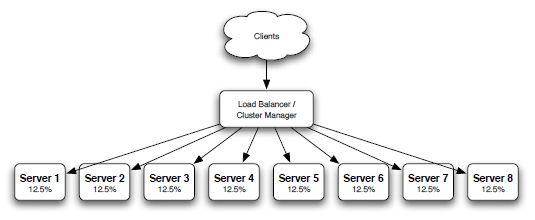 Clients
Load Balancer /
Cluster Manager
Server 1
12.5%
Server 2
12.5%
Server 3
12.5%
Server 4
12.5%
Server 5
12.5%
Server 6
12.5%
Server 7
12.5%
Server 8
12.5%